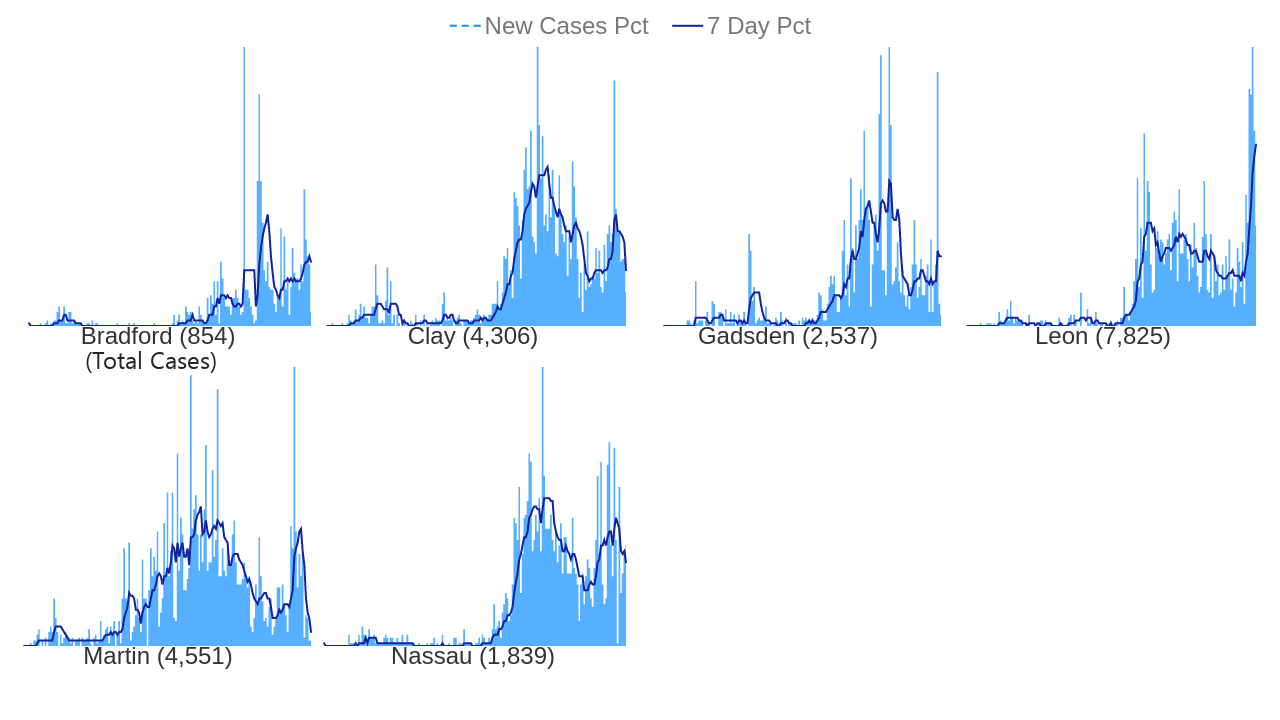 New Cases Pct 7 Day Pct
Bradford (854) Clay (4,306) Gadsden (2,537) Leon (7,825)
(Total Cases)
Martin (4,551) Nassau (1,839)